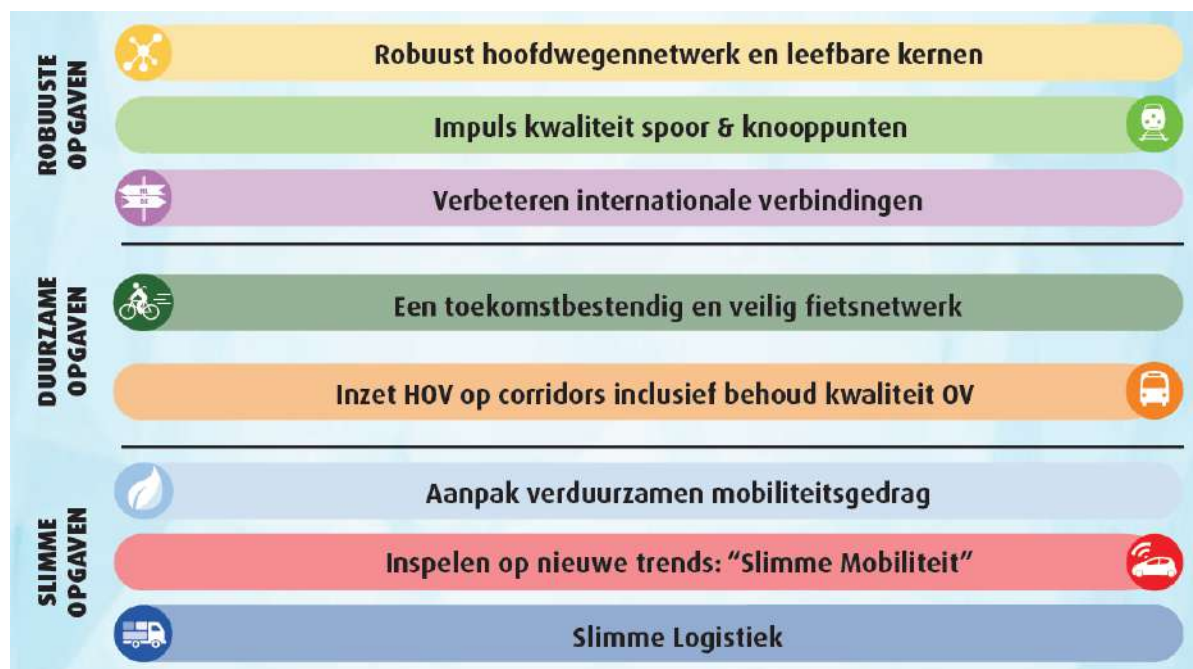 ROBUUSTE
OPGAVEN
Robuust hoofdwegennetwerk en leefbare kernen
Impuls kwaliteit spoor & knooppunten
NL
DE
Verbeteren internationale verbindingen
DUURZAME
OPGAVEN
Een toekomstbestendig en veilig fietsnetwerk
Inzet HOV op corridors inclusief behoud kwaliteit OV
SLIMME
OPGAVEN
Aanpak verduurzamen mobiliteitsgedrag
Inspelen op nieuwe trends: “Slimme Mobiliteit”
Slimme Logistiek